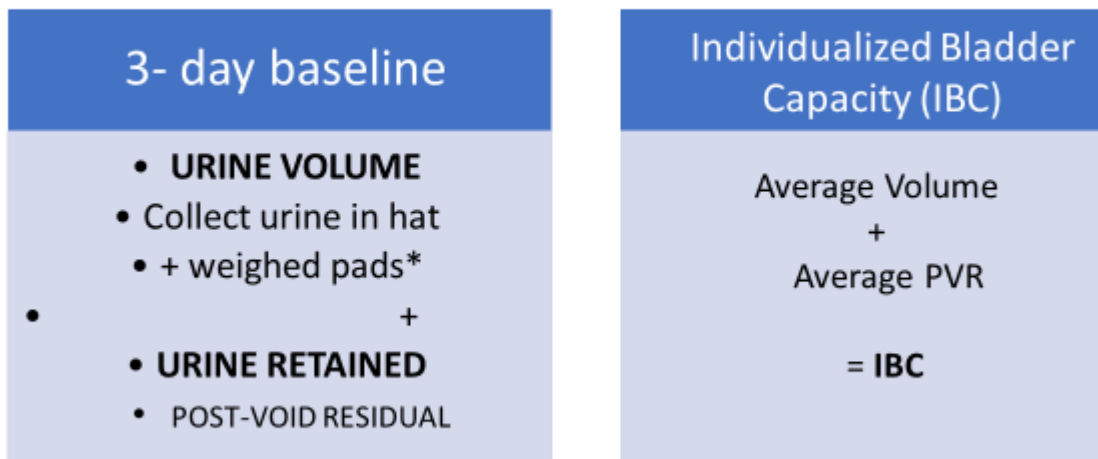 3- day baseline
• URINE VOLUME
• Collect urine in hat
• + weighed pads*
• +
• URINE RETAINED
• POST-VOID RESIDUAL
Individualized Bladder
Capacity (IBC)
Average Volume
+
Average PVR
= IBC